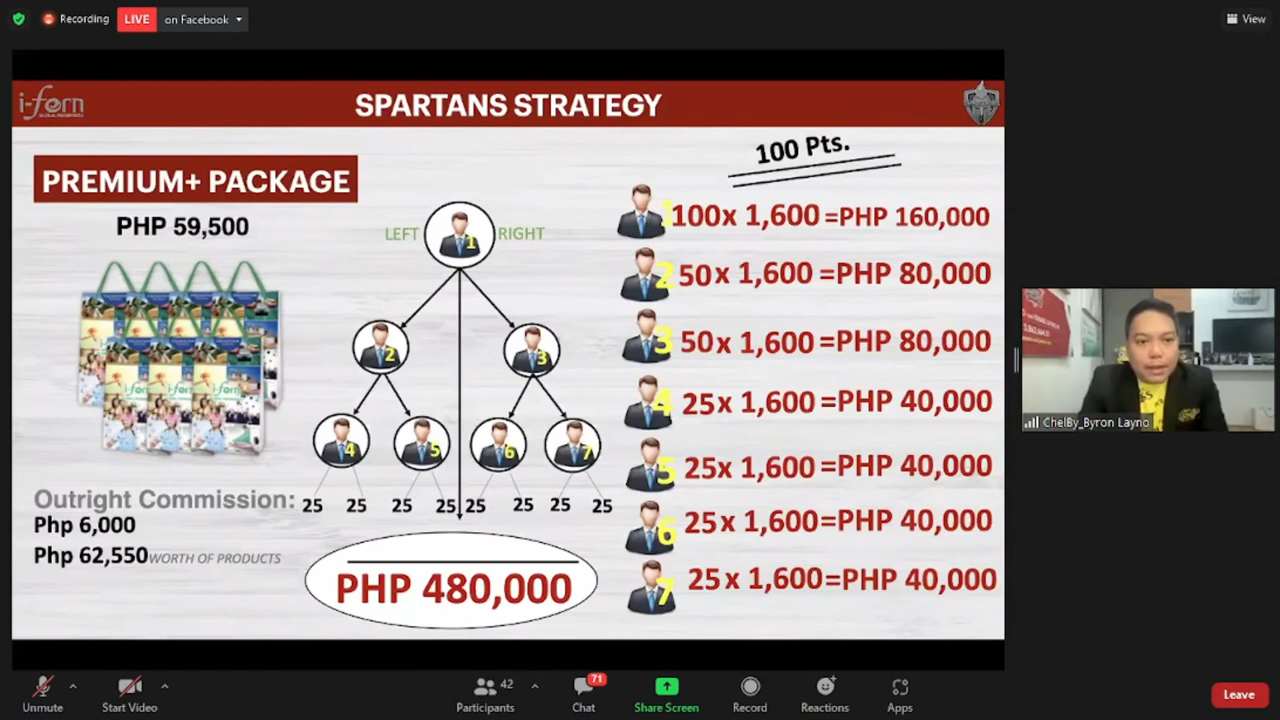 Recording
LIVE on Facebook
View
i-fern
SPARTANS STRATEGY
PREMIUM+ PACKAGE
PHP 59,500
100 Pts.
LEFT
RIGHT
1
2
3
4
5
6
7
25 25 25 25 25 25 25 25
PHP 480,000
Outright Commission:
Php 6,000
Php 62,550 WORTH OF PRODUCTS
1 100x 1,600 =PHP 160,000
2 50x 1,600 =PHP 80,000
3 50x 1,600 =PHP 80,000
4 25x 1,600 =PHP 40,000
5 25x 1,600 =PHP 40,000
6 25x 1,600=PHP 40,000
7 25x 1,600=PHP 40,000
ChelBy_Byron Layno
Unmute
Start Video
42
Participants
71
Chat
Share Screen
Record
Reactions
Apps
Leave